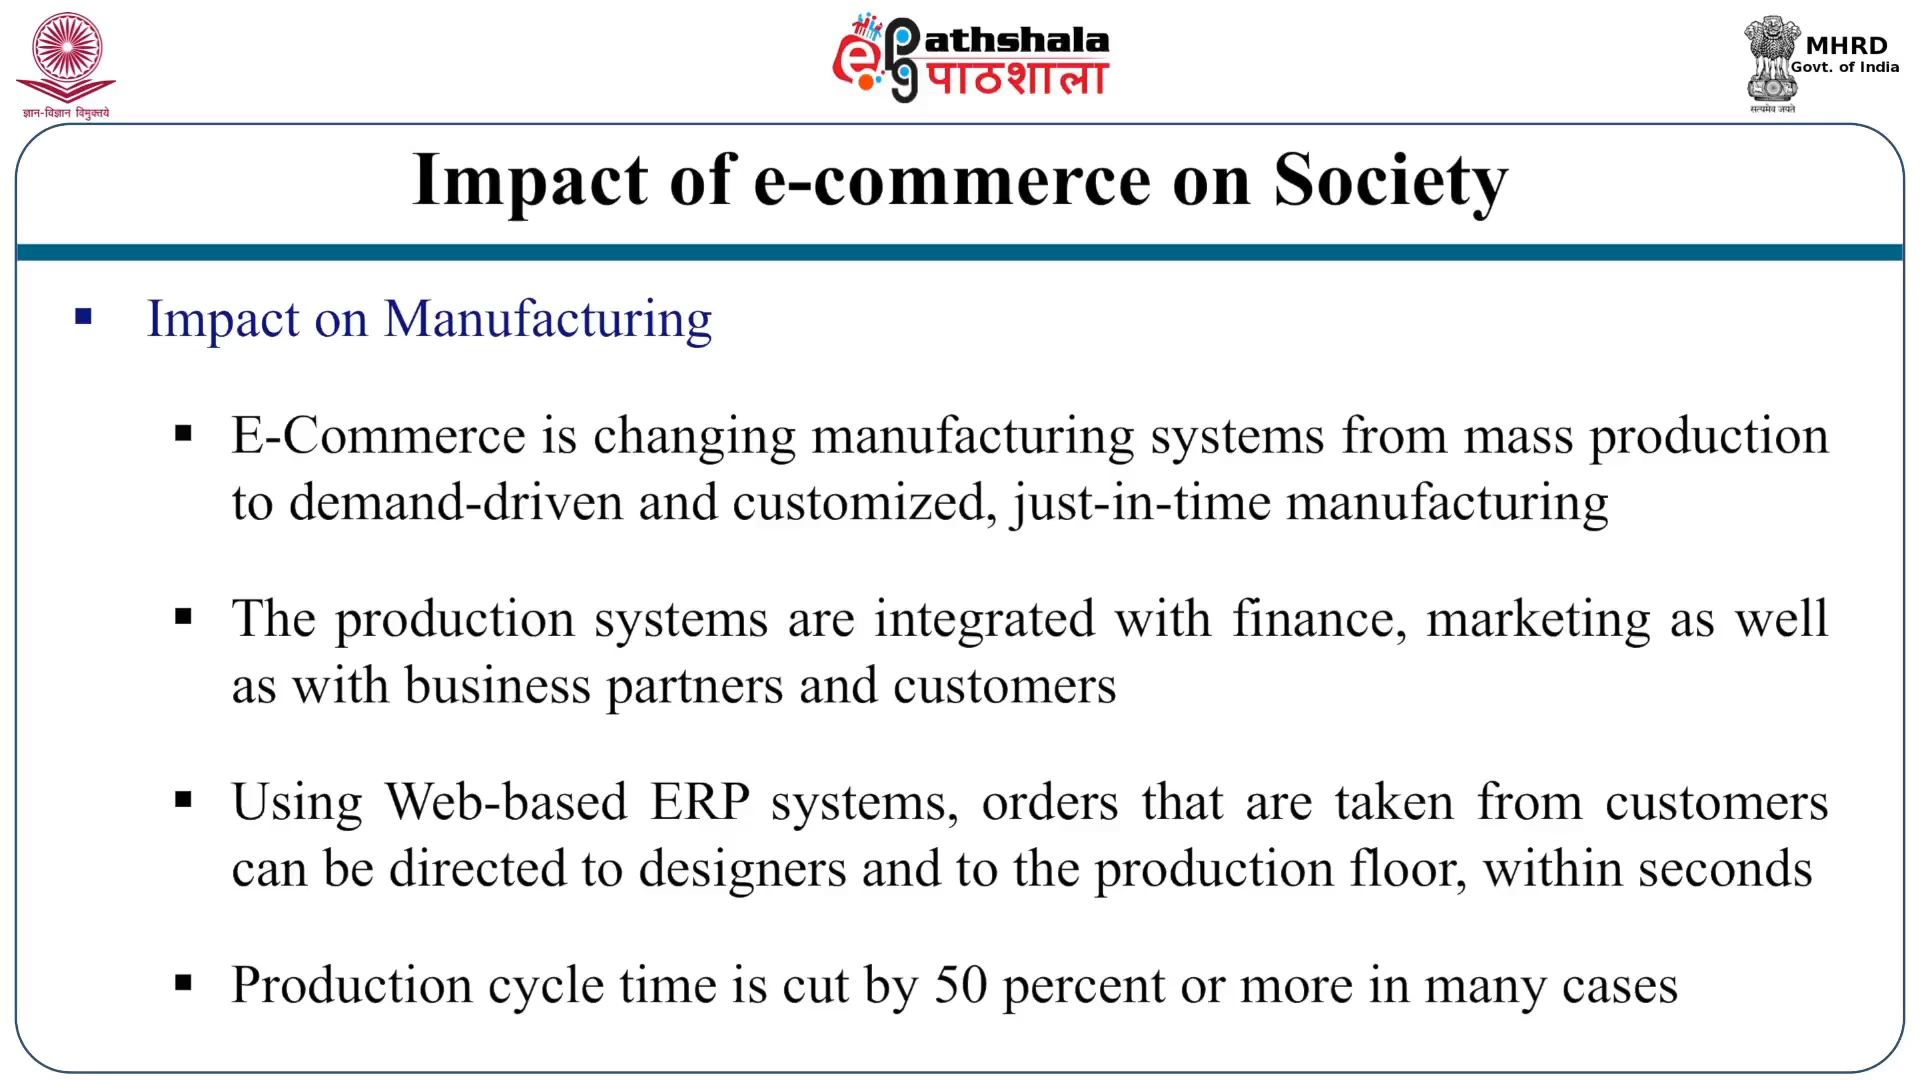 ज्ञान-विज्ञान विमुक्तये
ePathshala
पाठशाला
MHRD
Govt. of India
सत्यमेव जयते
Impact of e-commerce on Society
▪ Impact on Manufacturing
▪ E-Commerce is changing manufacturing systems from mass production
to demand-driven and customized, just-in-time manufacturing
▪ The production systems are integrated with finance, marketing as well
as with business partners and customers
▪ Using Web-based ERP systems, orders that are taken from customers
can be directed to designers and to the production floor, within seconds
▪ Production cycle time is cut by 50 percent or more in many cases